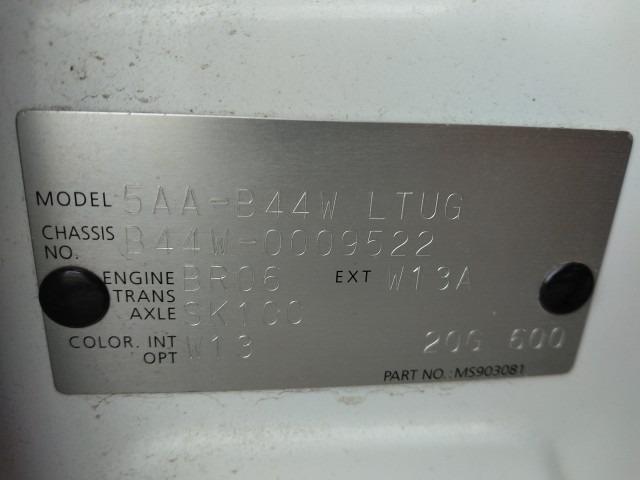 MODEL 5AA-B44W LTUG
CHASSIS NO. B44W-0009522
ENGINE BR06 EXT W13A
TRANS AXLE SK10C
COLOR. INT OPT W13 20G 600
PART NO.: MS903081